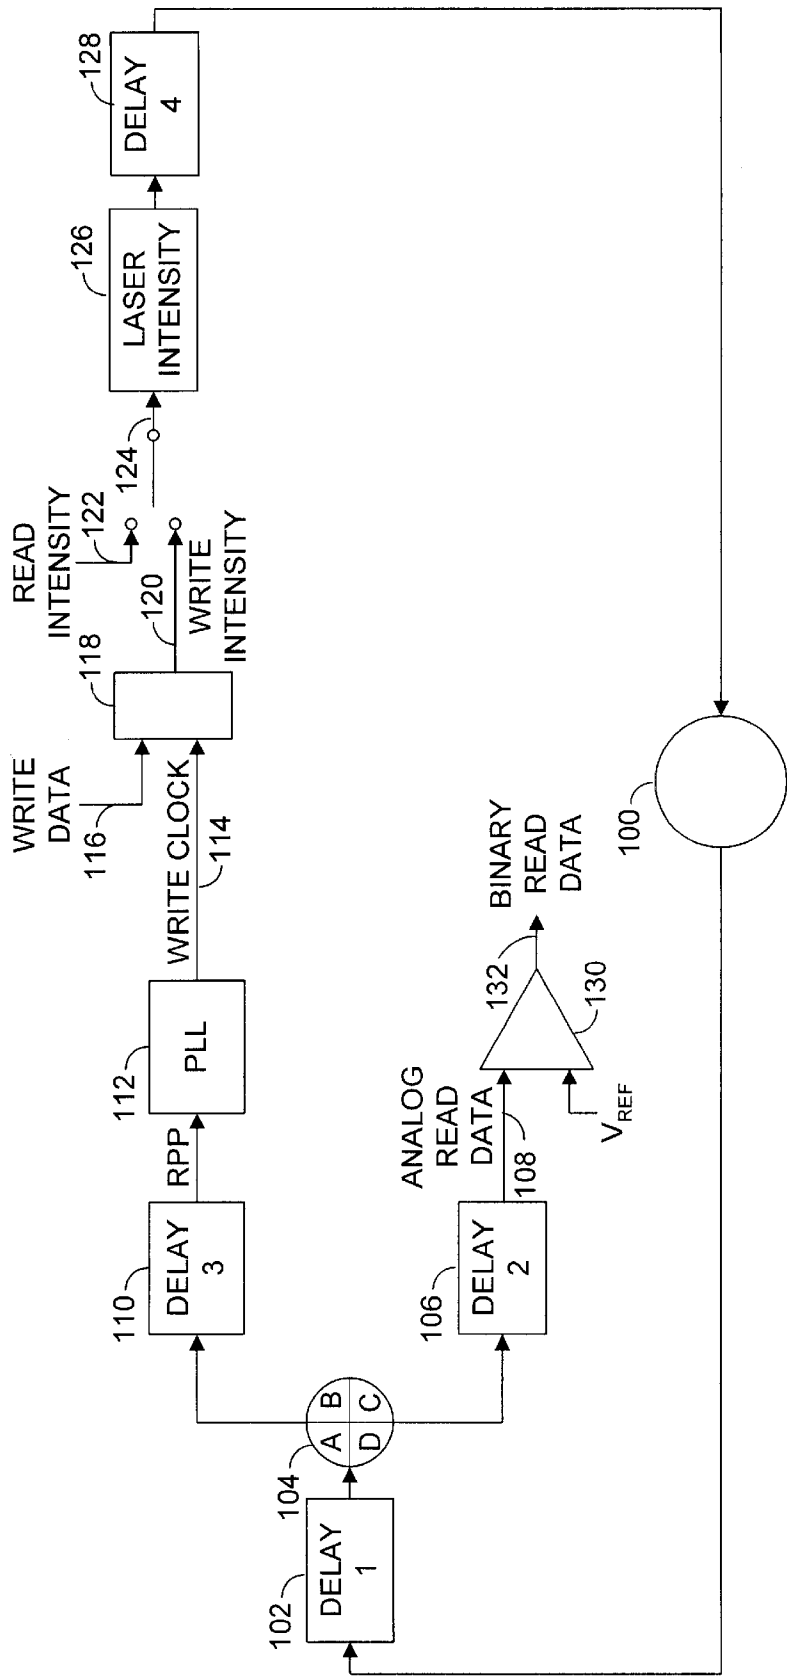 102
DELAY
1
104
A
B
D
C
110
DELAY
3
RPP
112
PLL
WRITE CLOCK
114
WRITE
DATA
116
118
READ
INTENSITY
122
120
WRITE
INTENSITY
124
126
LASER
INTENSITY
128
DELAY
4
106
DELAY
2
ANALOG
READ
DATA
108
VREF
130
132
BINARY
READ
DATA
100